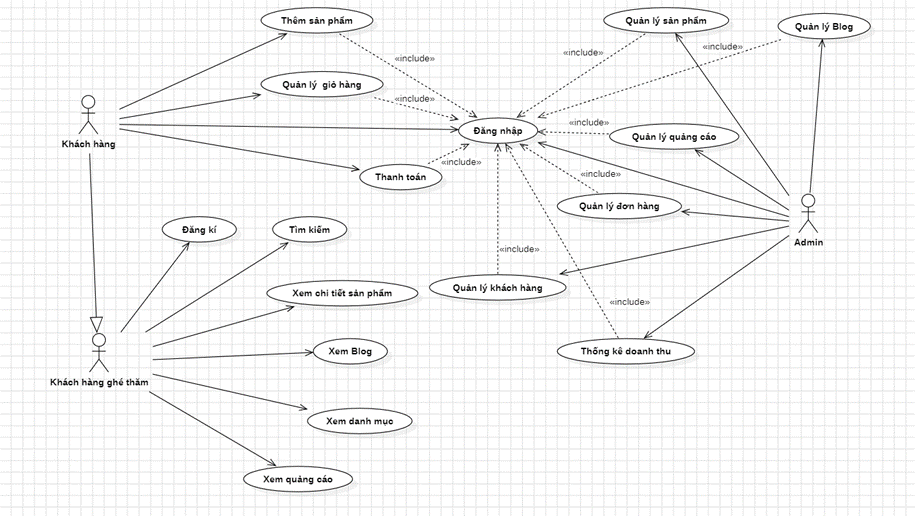 Thêm sản phẩm
Quản lý sản phẩm
Quản lý Blog
«include»
«include»
«include»
Quản lý giỏ hàng
«include»
Khách hàng
Đăng nhập
«include»
Quản lý quảng cáo
«include»
Thanh toán
«include»
Quản lý đơn hàng
Admin
Đăng kí
Tìm kiếm
«include»
Xem chi tiết sản phẩm
Quản lý khách hàng
«include»
Xem Blog
Thống kê doanh thu
Khách hàng ghé thăm
Xem danh mục
Xem quảng cáo